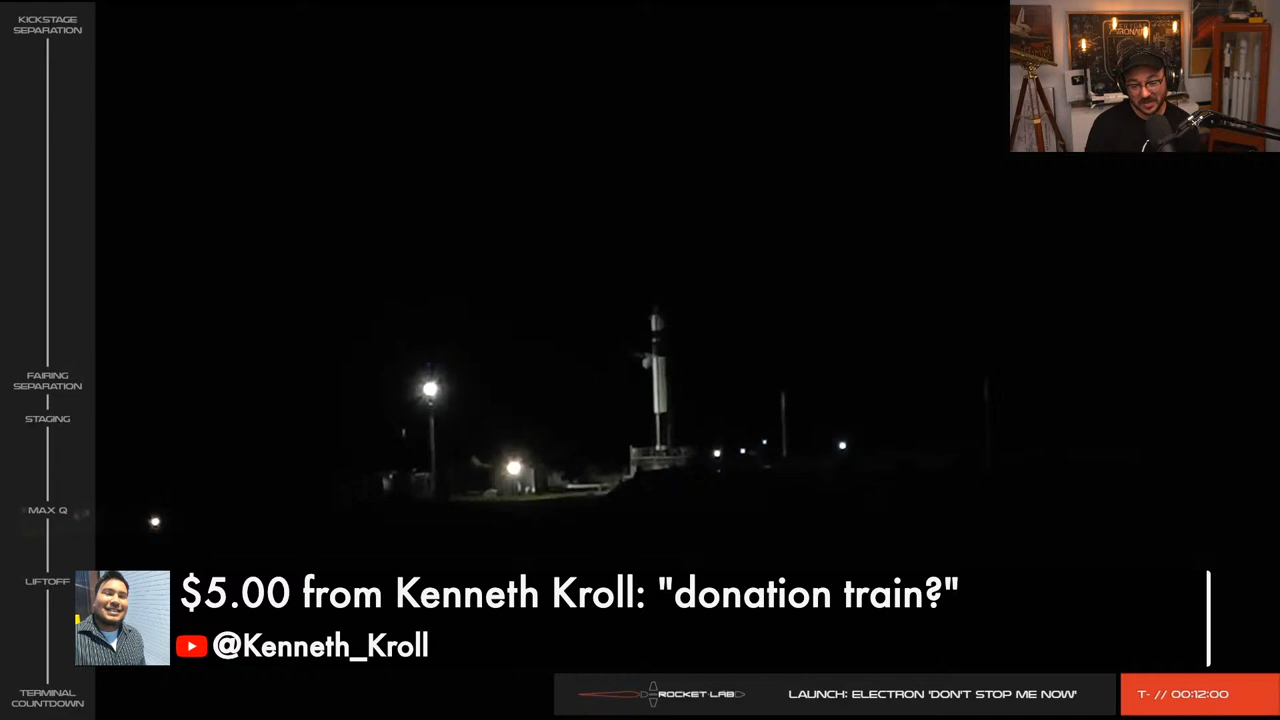 KICKSTAGE
SEPARATION
FAIRING
SEPARATION
STAGING
MAX Q
LIFTOFF
TERMINAL
COUNTDOWN
$5.00 from Kenneth Kroll: "donation train?"
@Kenneth_Kroll
ROCKET LAB
LAUNCH: ELECTRON 'DON'T STOP ME NOW'
T- // 00:12:00